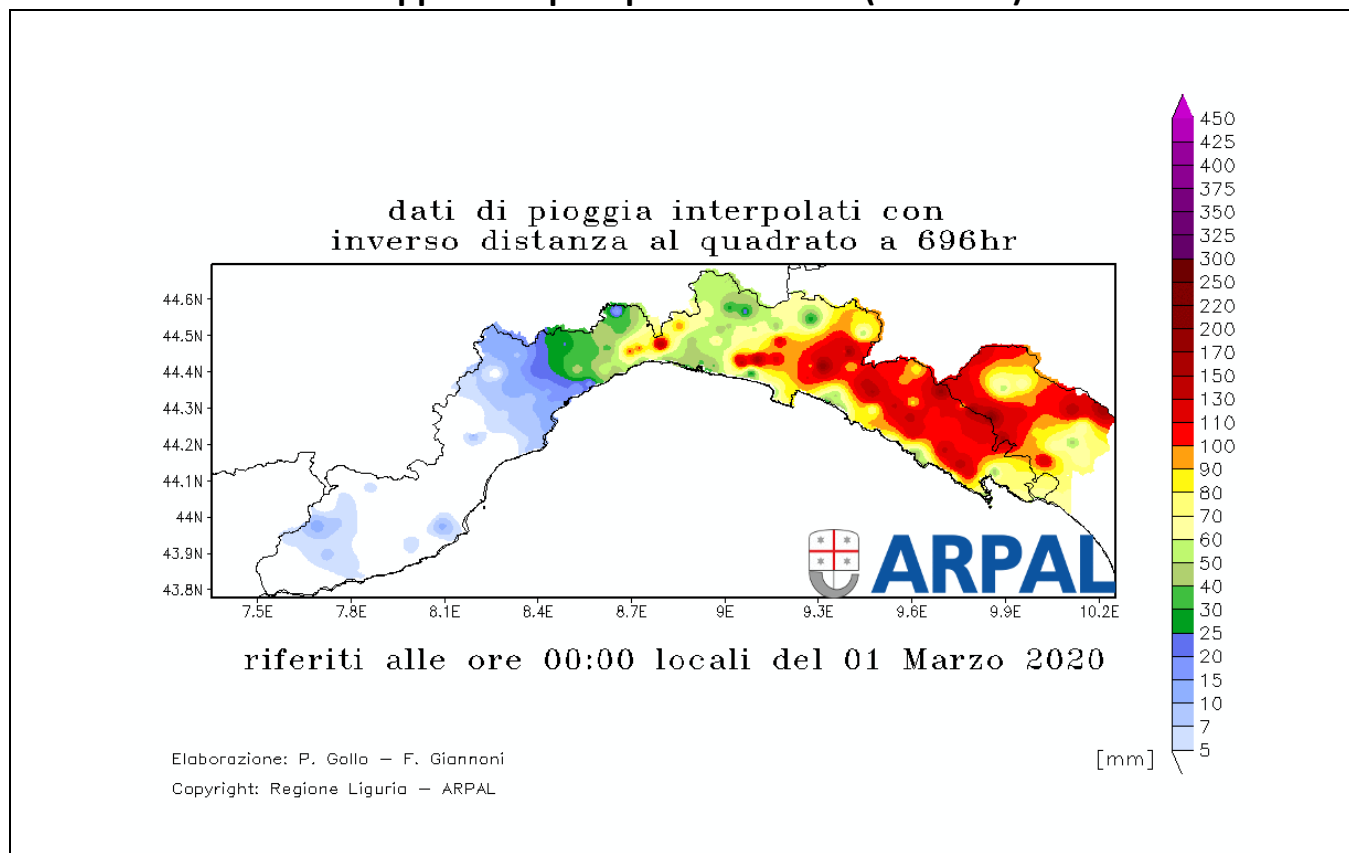 dati di pioggia interpolati con
inverso distanza al quadrato a 696hr
450
425
400
375
350
325
300
250
220
200
170
150
130
110
100
90
80
70
60
50
40
30
25
20
15
10
7
5
[mm]
44.6N
44.5N
44.4N
44.3N
44.2N
44.1N
44N
43.9N
43.8N
7.5E 7.8E 8.1E 8.4E 8.7E 9E 9.3E 9.6E 9.9E 10.2E
ARPAL
riferiti alle ore 00:00 locali del 01 Marzo 2020
Elaborazione: P. Gollo – F. Giannoni
Copyright: Regione Liguria – ARPAL